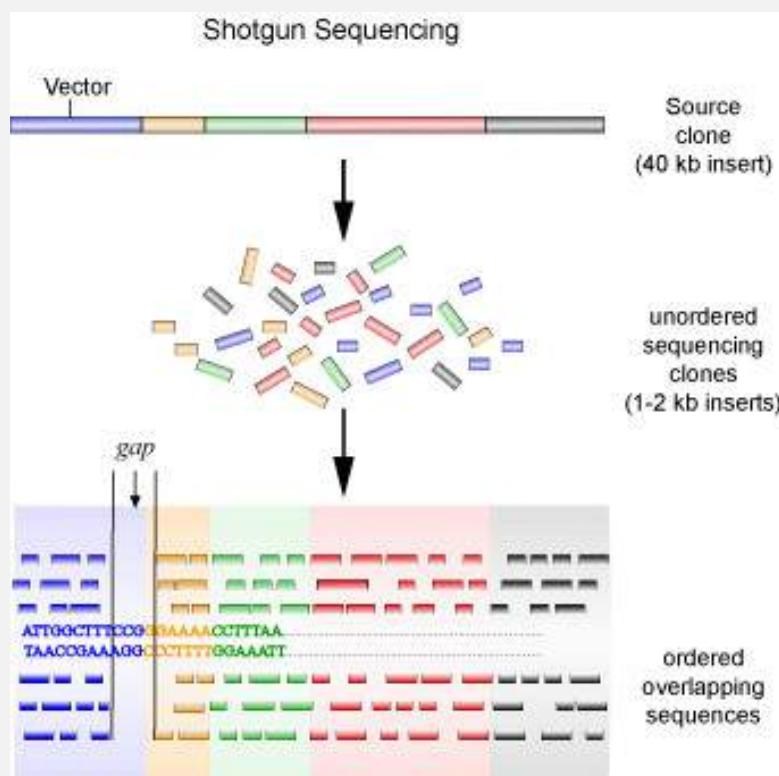 Shotgun Sequencing
Vector
Source
clone
(40 kb insert)
unordered
sequencing
clones
(1-2 kb inserts)
gap
ATTGGCTTTCCGGGAAAACCTTTAA
TAACCGAAAGGCCCTTTTGGAAATT
ordered
overlapping
sequences